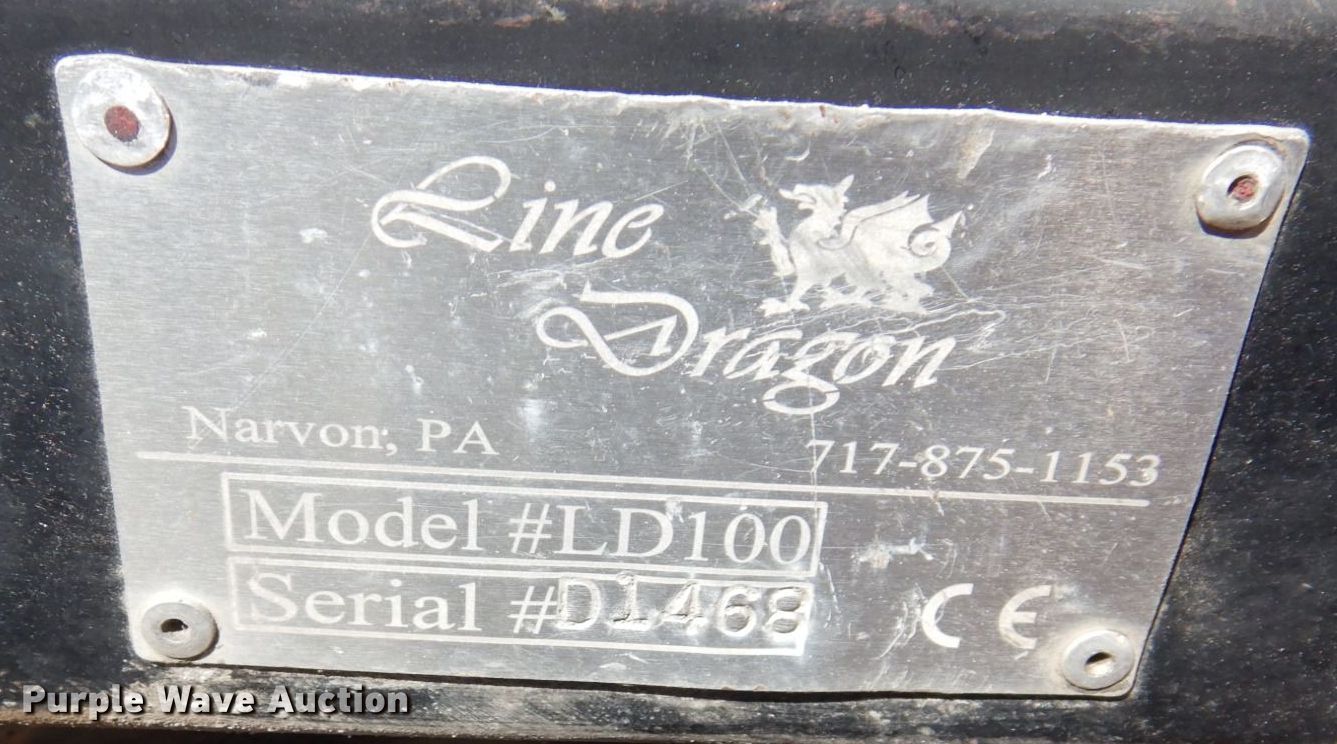 Line
Dragon
Narvon, PA
717-875-1153
Model #LD100
Serial #D1468
CE
Purple Wave Auction